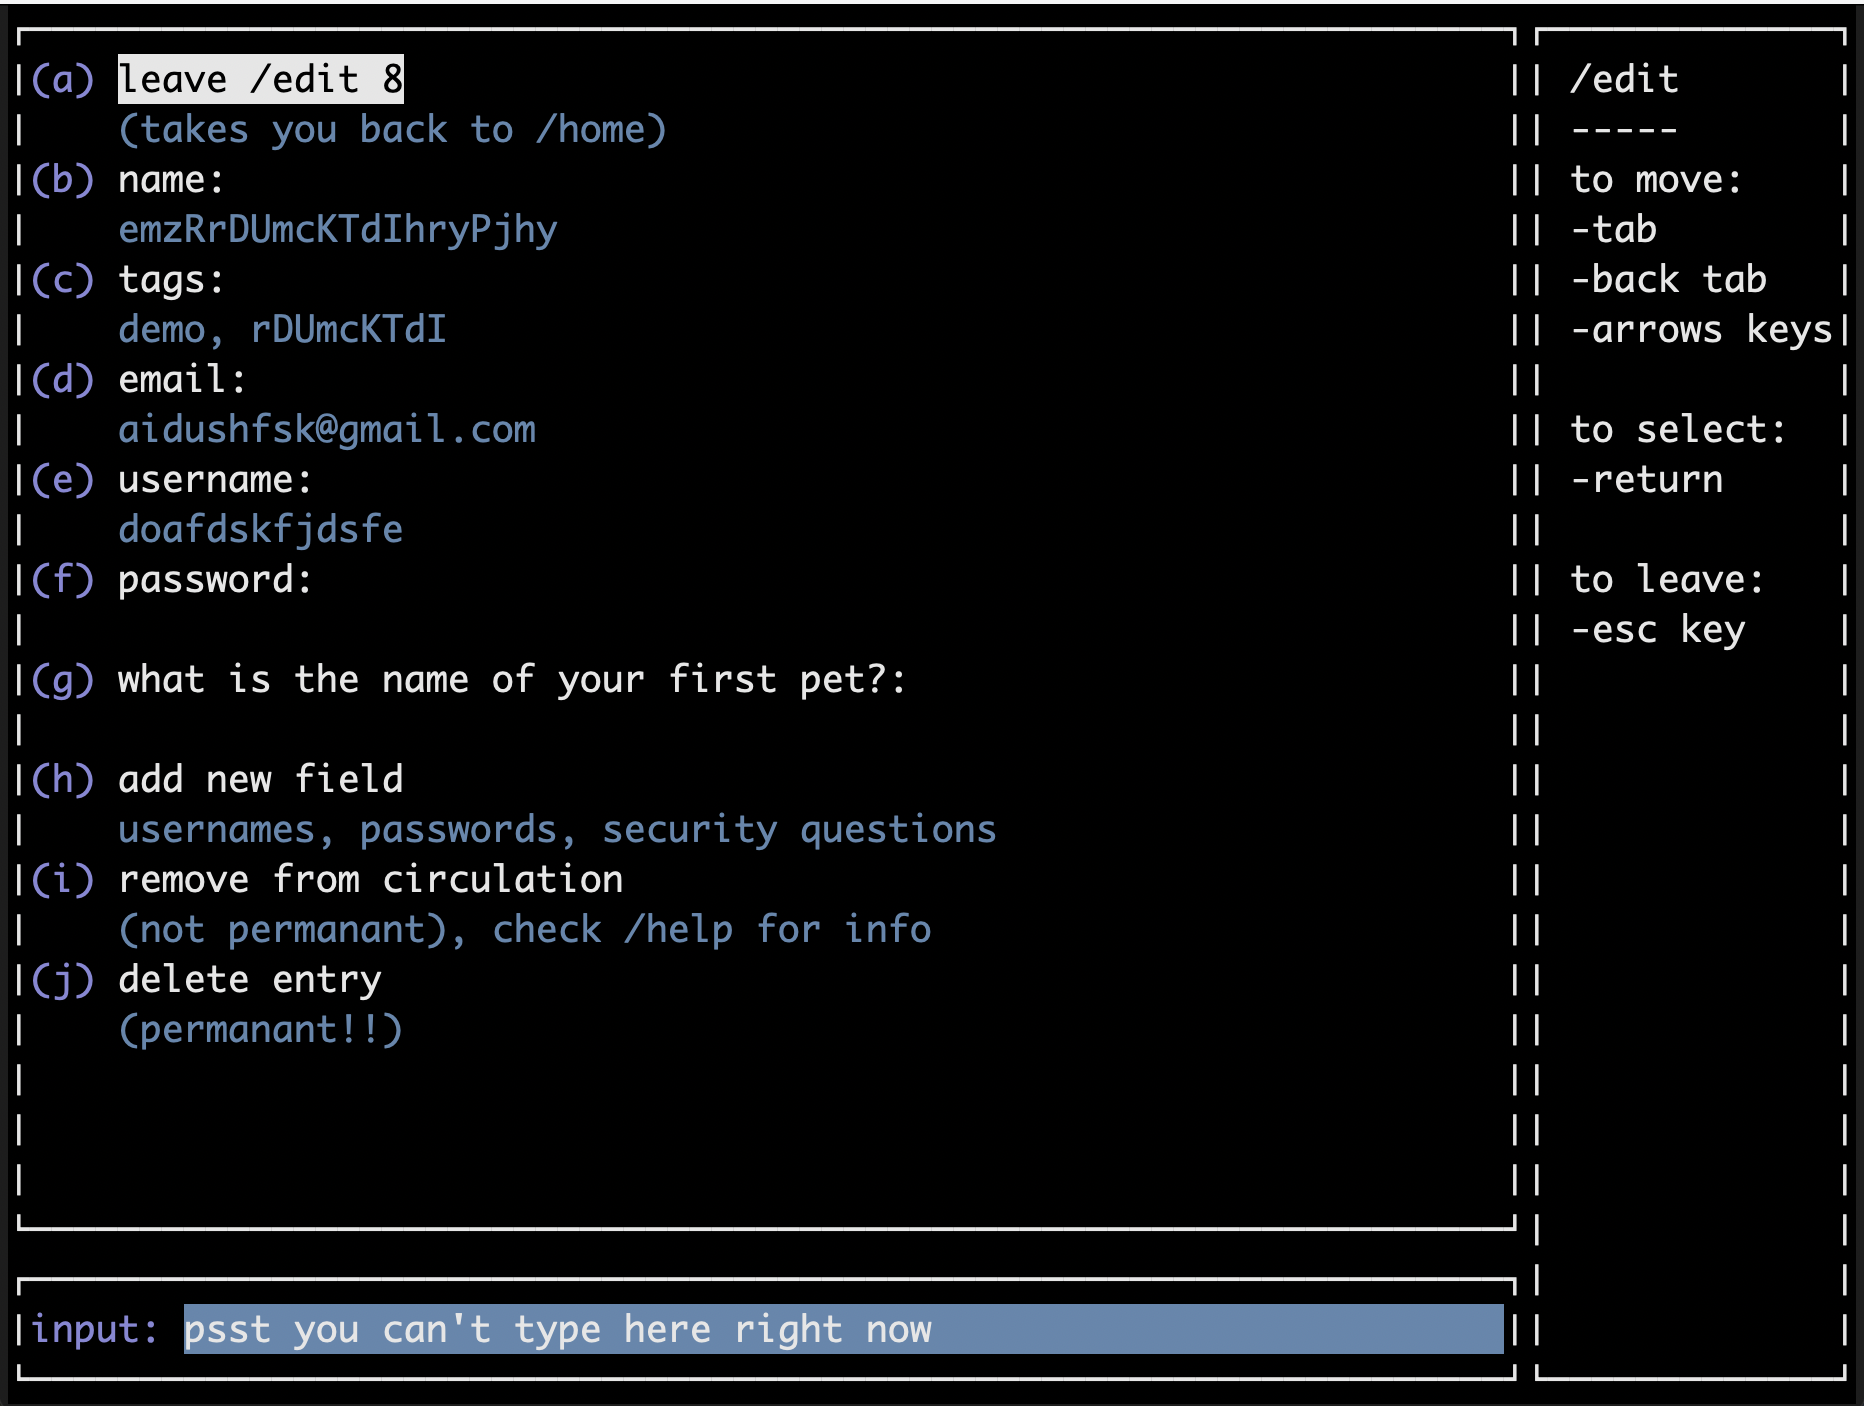 (a) leave /edit 8
(takes you back to /home)
(b) name:
emzRrDUmcKTdIhryPjhy
(c) tags:
demo, rDUmcKTdI
(d) email:
aidushfsk@gmail.com
(e) username:
doafdskfjdsfe
(f) password:
(g) what is the name of your first pet?:
(h) add new field
usernames, passwords, security questions
(i) remove from circulation
(not permanant), check /help for info
(j) delete entry
(permanant!!)
input: psst you can't type here right now
/edit
-----
to move:
-tab
-back tab
-arrows keys
to select:
-return
to leave:
-esc key